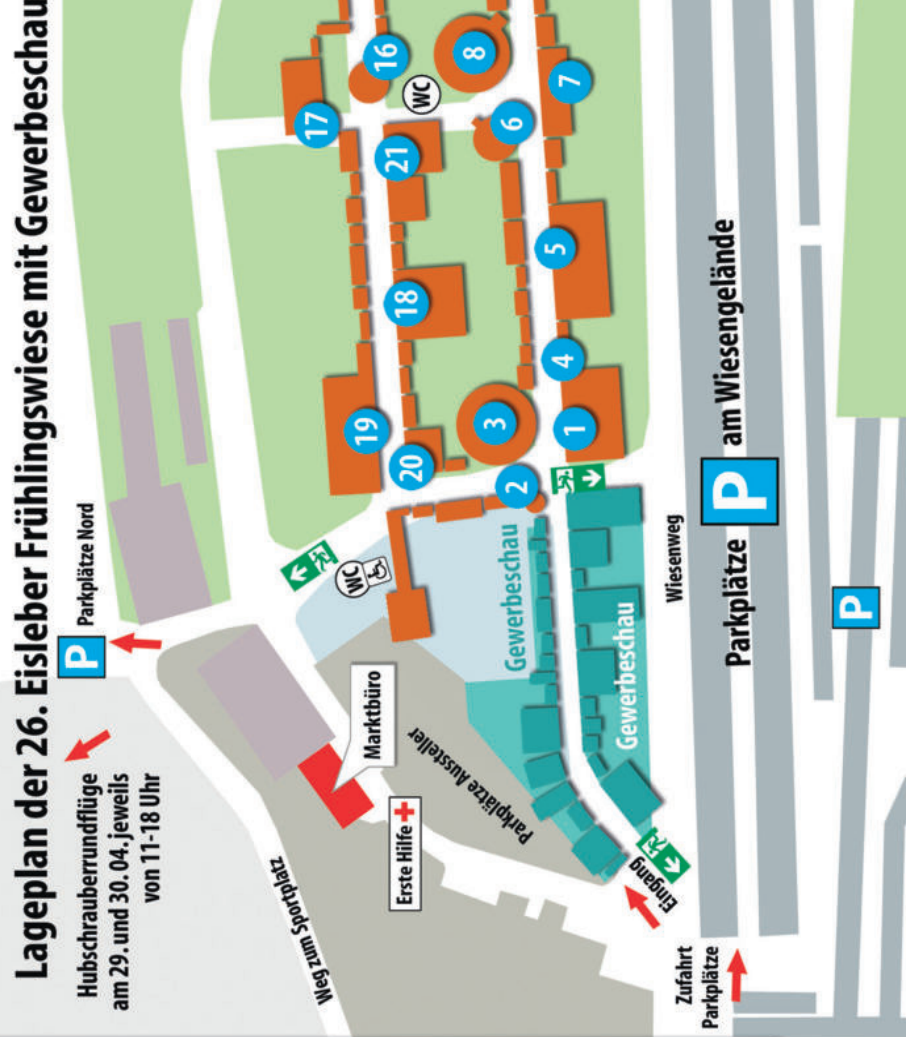 Lageplan der 26. Eisleber Frühlingswiese mit Gewerbeschau
Hubschrauberrundflüge
am 29. und 30. 04. jeweils
von 11-18 Uhr
P
Parkplätze Nord
Weg zum Sportplatz
Marktbüro
Erste Hilfe
Parkplätze Aussteller
WC
17
16
WC
19
18
21
20
8
3
6
2
Gewerbeschau
1
4
5
7
Gewerbeschau
Eingang
Wiesenweg
Zufahrt
Parkplätze
Parkplätze P am Wiesengelände
P